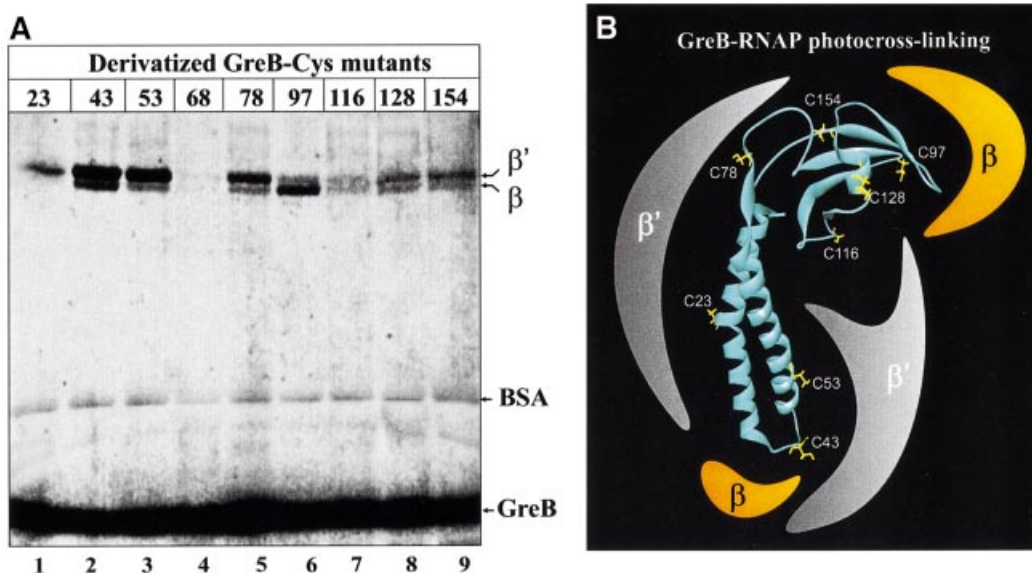 A
Derivatized GreB-Cys mutants
23 43 53 68 78 97 116 128 154
β’
β
BSA
GreB
1 2 3 4 5 6 7 8 9
B
GreB-RNAP photocross-linking
C154
C97
β
C78
C128
β’
C116
C23
β’
C53
C43
β